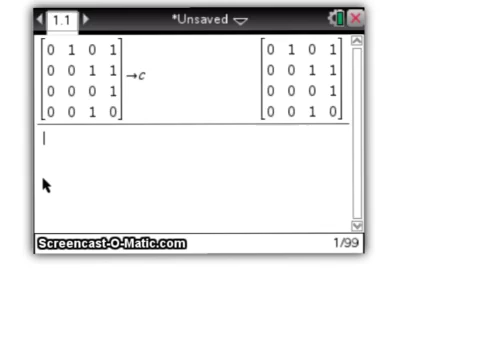 1.1 *Unsaved
0 1 0 1 0 1 0 1
0 0 1 1 →c 0 0 1 1
0 0 0 1 0 0 0 1
0 0 1 0 0 0 1 0
Screencast-O-Matic.com 1/99